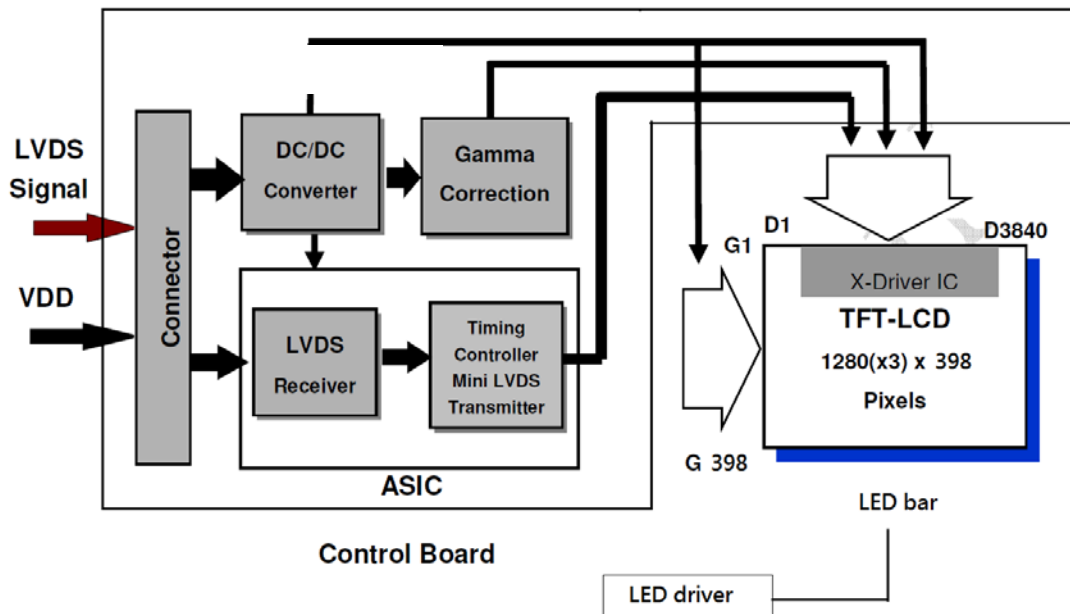 LVDS
Signal
VDD
Connector
DC/DC
Converter
Gamma
Correction
LVDS
Receiver
Timing
Controller
Mini LVDS
Transmitter
ASIC
Control Board
G1
G 398
D1
D3840
X-Driver IC
TFT-LCD
1280(x3) x 398
Pixels
LED bar
LED driver